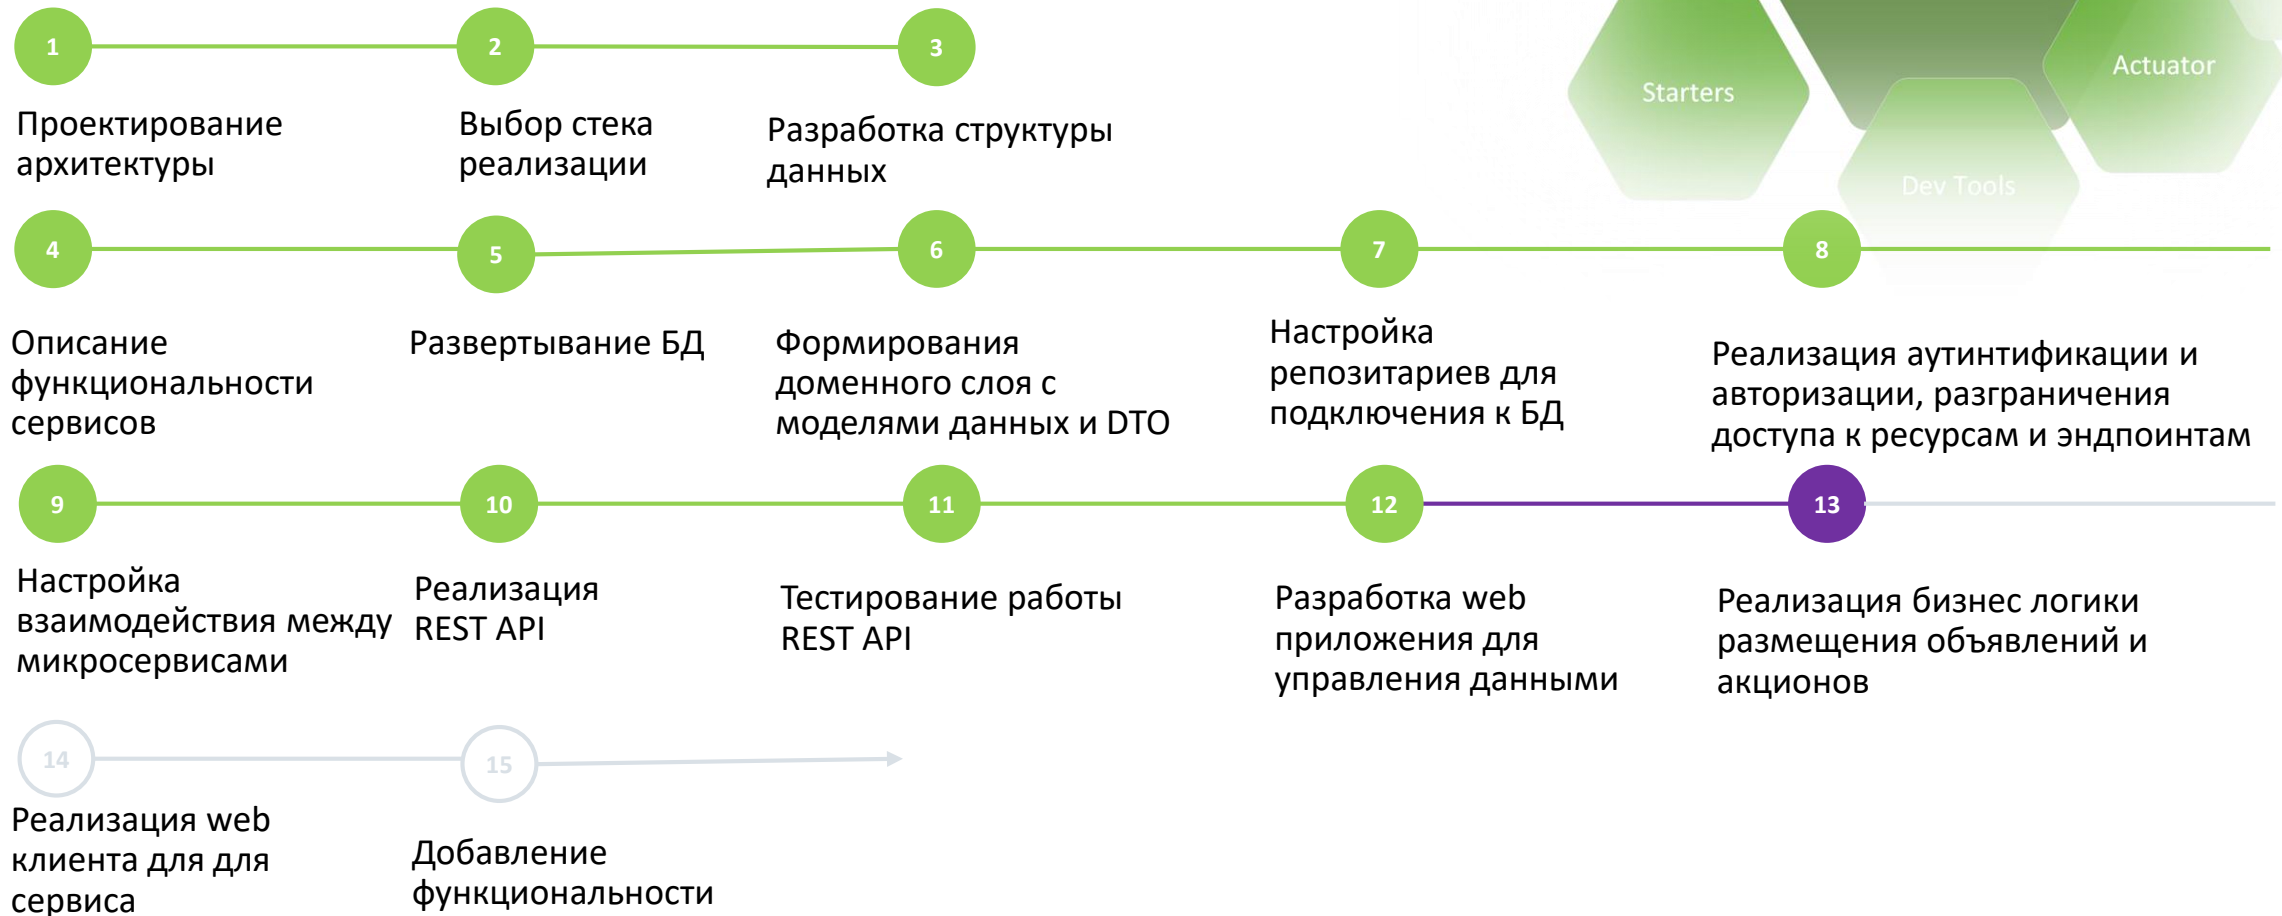 1
2
3
Starters
Actuator
Dev Tools
Проектирование
архитектуры
Выбор стека
реализации
Разработка структуры
данных
4
5
6
7
8
Описание
функциональности
сервисов
Развертывание БД
Формирования
доменного слоя с
моделями данных и DTO
Настройка
репозитариев для
подключения к БД
Реализация аутинтификации и
авторизации, разграничения
доступа к ресурсам и эндпоинтам
9
10
11
12
13
Настройка
взаимодействия между
микросервисами
Реализация
REST API
Тестирование работы
REST API
Разработка web
приложения для
управления данными
Реализация бизнес логики
размещения объявлений и
акционов
14
15
Реализация web
клиента для для
сервиса
Добавление
функциональности